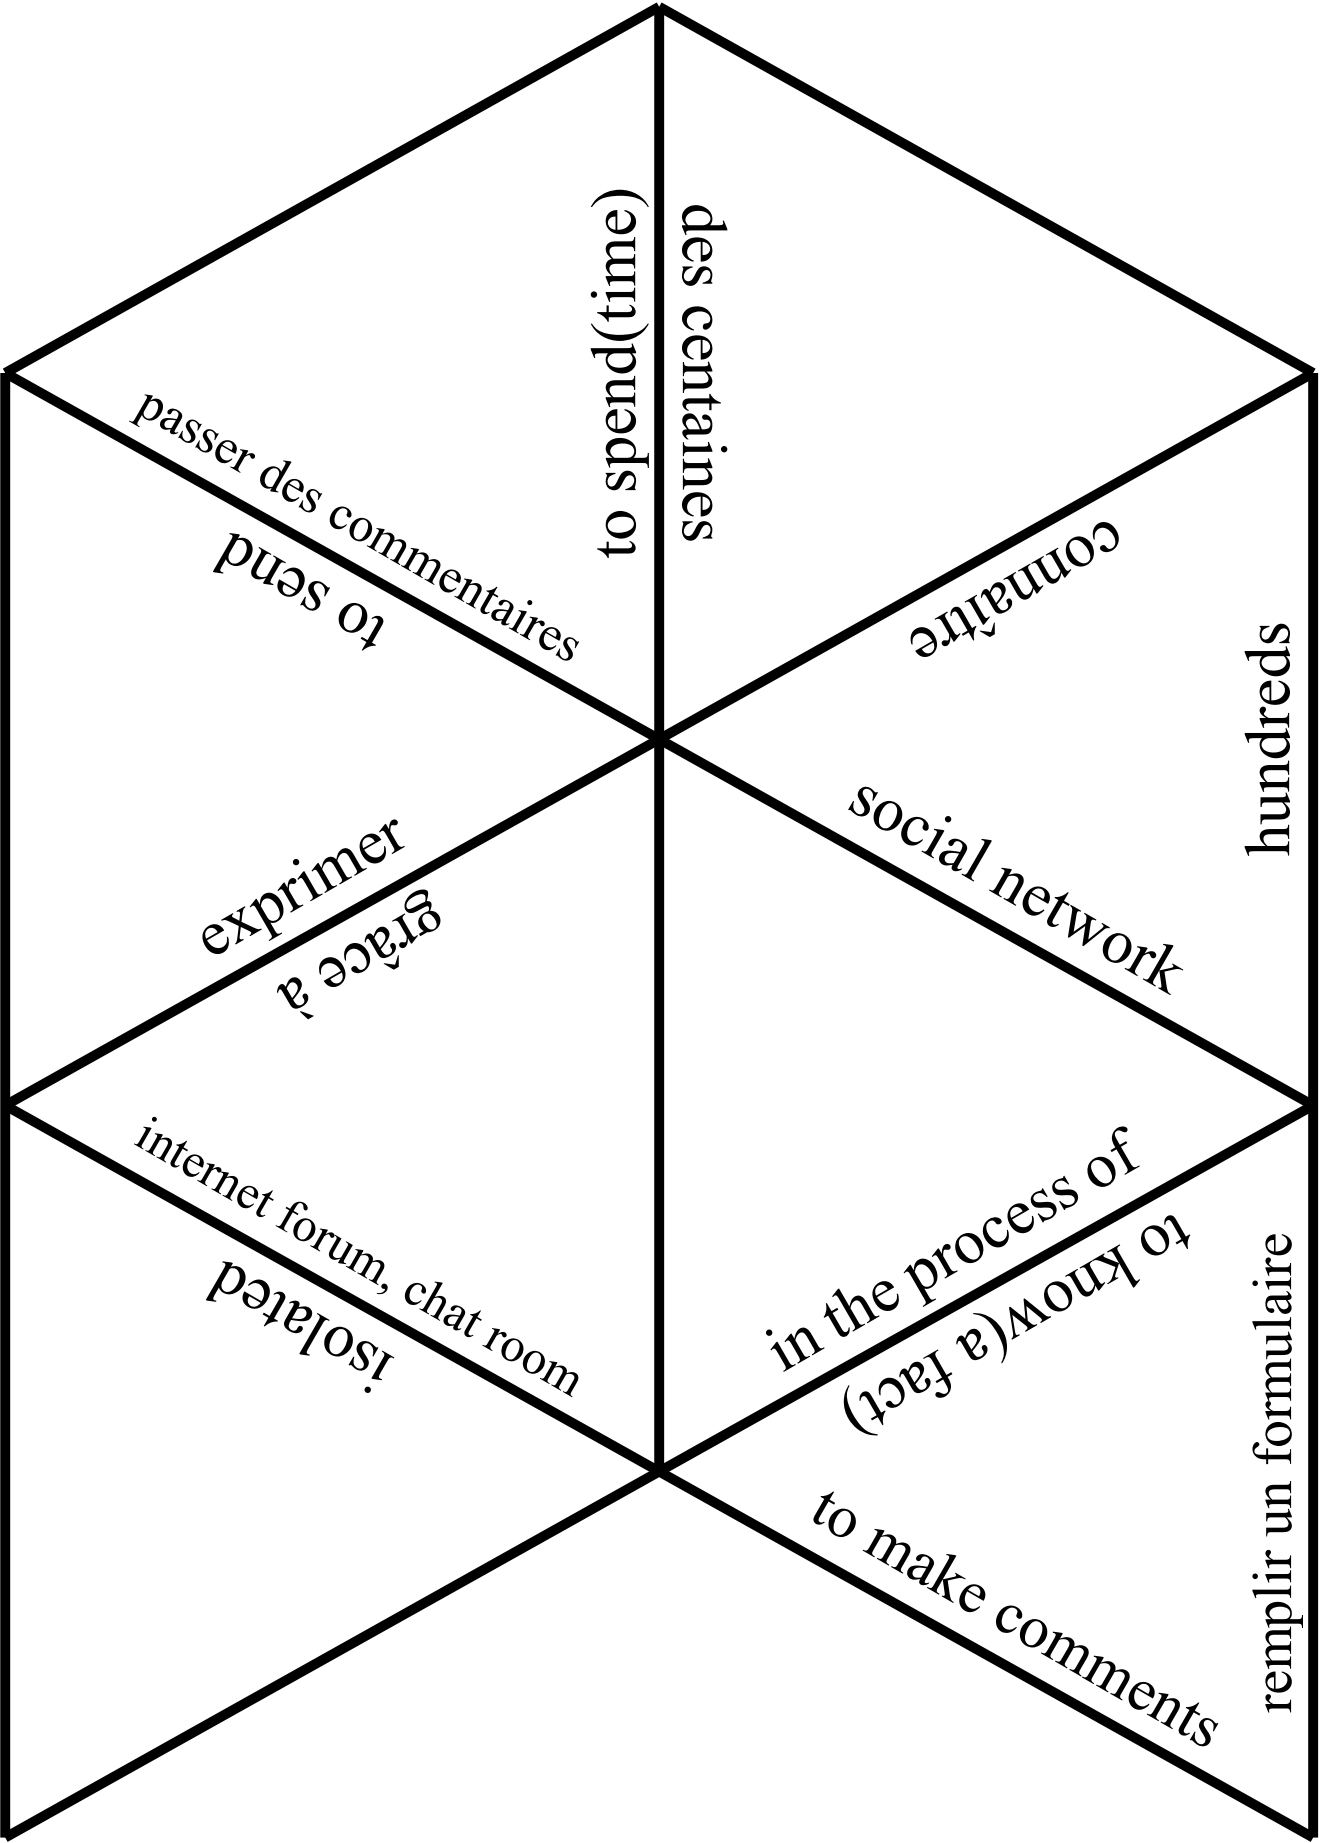 to spend(time)
des centaines
passer des commentaires
to send
connaître
hundreds
social network
exprimer
grâce à
internet forum, chat room
isolated
in the process of
to know(a fact)
remplir un formulaire
to make comments